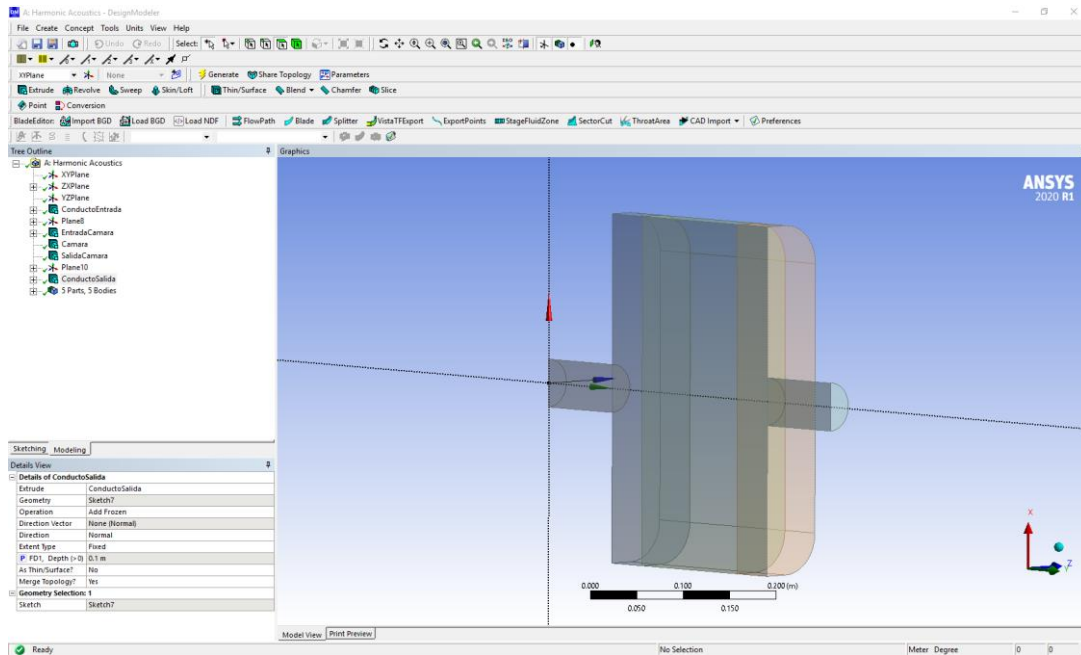 A: Harmonic Acoustics - DesignModeler
File Create Concept Tools Units View Help
Undo Redo Select:
XYPlane None Generate Share Topology Parameters
Extrude Revolve Sweep Skin/Loft Thin/Surface Blend Chamfer Slice
Point Conversion
BladeEditor: Import BGD Load BGD Load NDF FlowPath Blade Splitter VistaTFExport ExportPoints StageFluidZone SectorCut ThroatArea CAD Import Preferences
Tree Outline Graphics
A: Harmonic Acoustics
XYPlane
ZXPlane
YZPlane
ConductoEntrada
Plane8
EntradaCamara
Camara
SalidaCamara
Plane10
ConductoSalida
5 Parts, 5 Bodies
ANSYS
2020 R1
Sketching Modeling
Details View
Details of ConductoSalida
Extrude ConductoSalida
Geometry Sketch7
Operation Add Frozen
Direction Vector None (Normal)
Direction Normal
Extent Type Fixed
P FD1, Depth (>0) 0.1 m
As Thin/Surface? No
Merge Topology? Yes
Geometry Selection: 1
Sketch Sketch7
X
Z
Y
0.000 0.100 0.200 (m)
0.050 0.150
Model View Print Preview
Ready No Selection Meter Degree 0 0